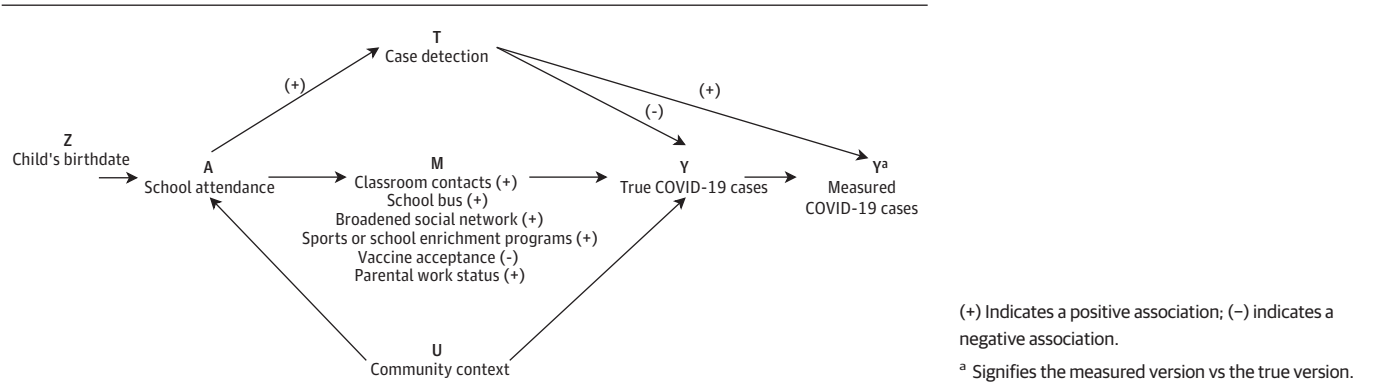 T
Case detection
(+)
(+)
(-)
Z
Child's birthdate
A
School attendance
M
Classroom contacts (+)
School bus (+)
Broadened social network (+)
Sports or school enrichment programs (+)
Vaccine acceptance (-)
Parental work status (+)
Y
True COVID-19 cases
Yᵃ
Measured
COVID-19 cases
U
Community context
(+) Indicates a positive association; (−) indicates a
negative association.
ᵃ Signifies the measured version vs the true version.